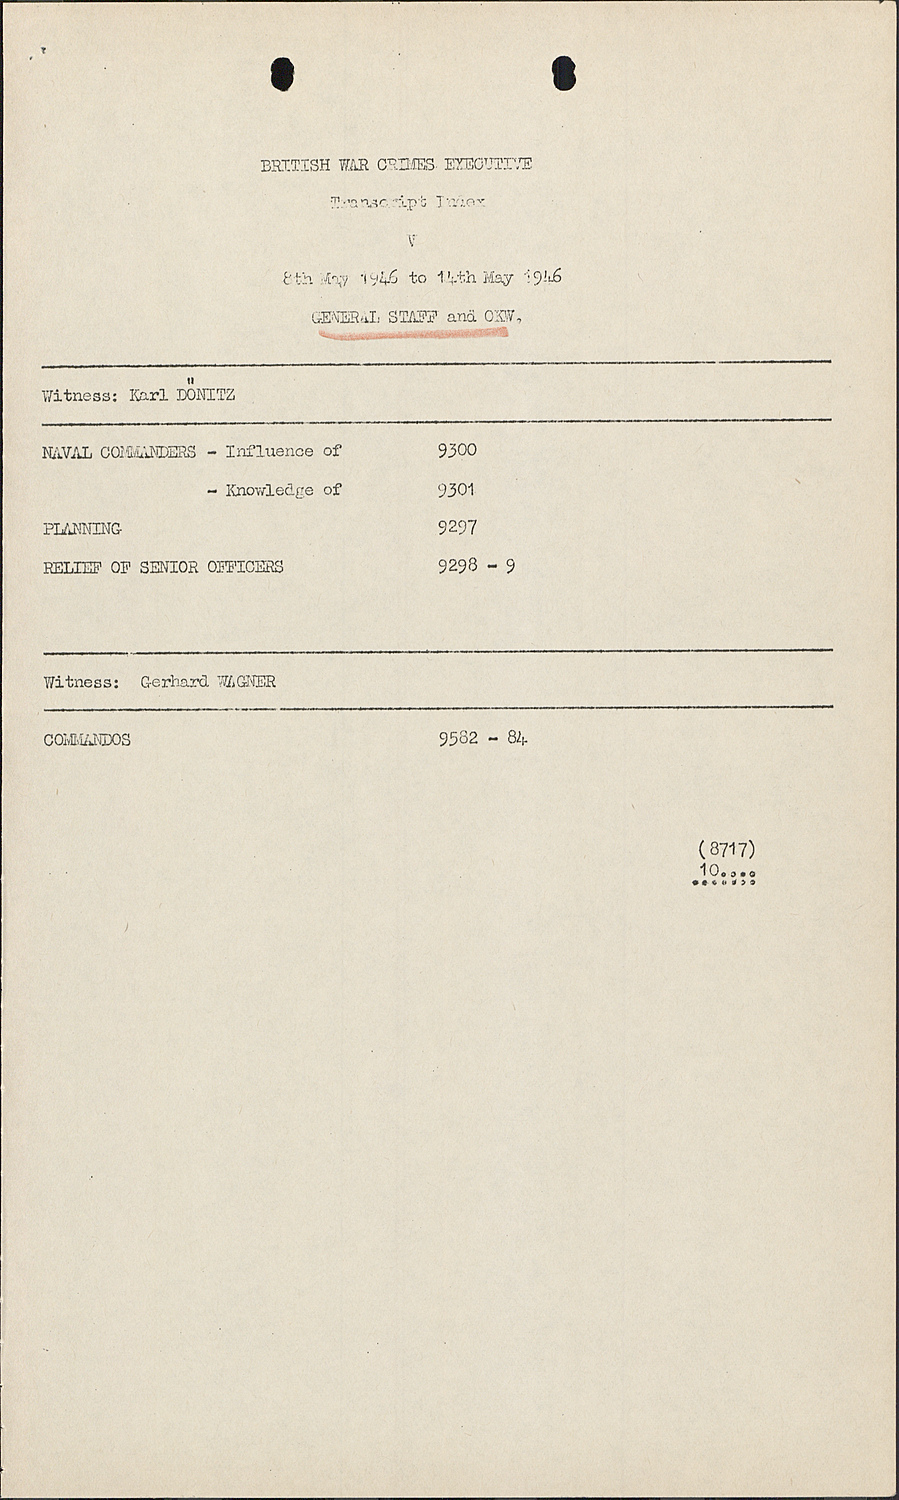 BRITISH WAR CRIMES EXECUTIVE
Transcript Index
V
8th May 1946 to 14th May 1946
GENERAL STAFF and OKW,
Witness: Karl DÖNITZ
NAVAL COMMANDERS - Influence of 9300
- Knowledge of 9301
PLANNING 9297
RELIEF OF SENIOR OFFICERS 9298 - 9
Witness: Gerhard WAGNER
COMMANDOS 9582 - 84
(8717)
10.....
.......